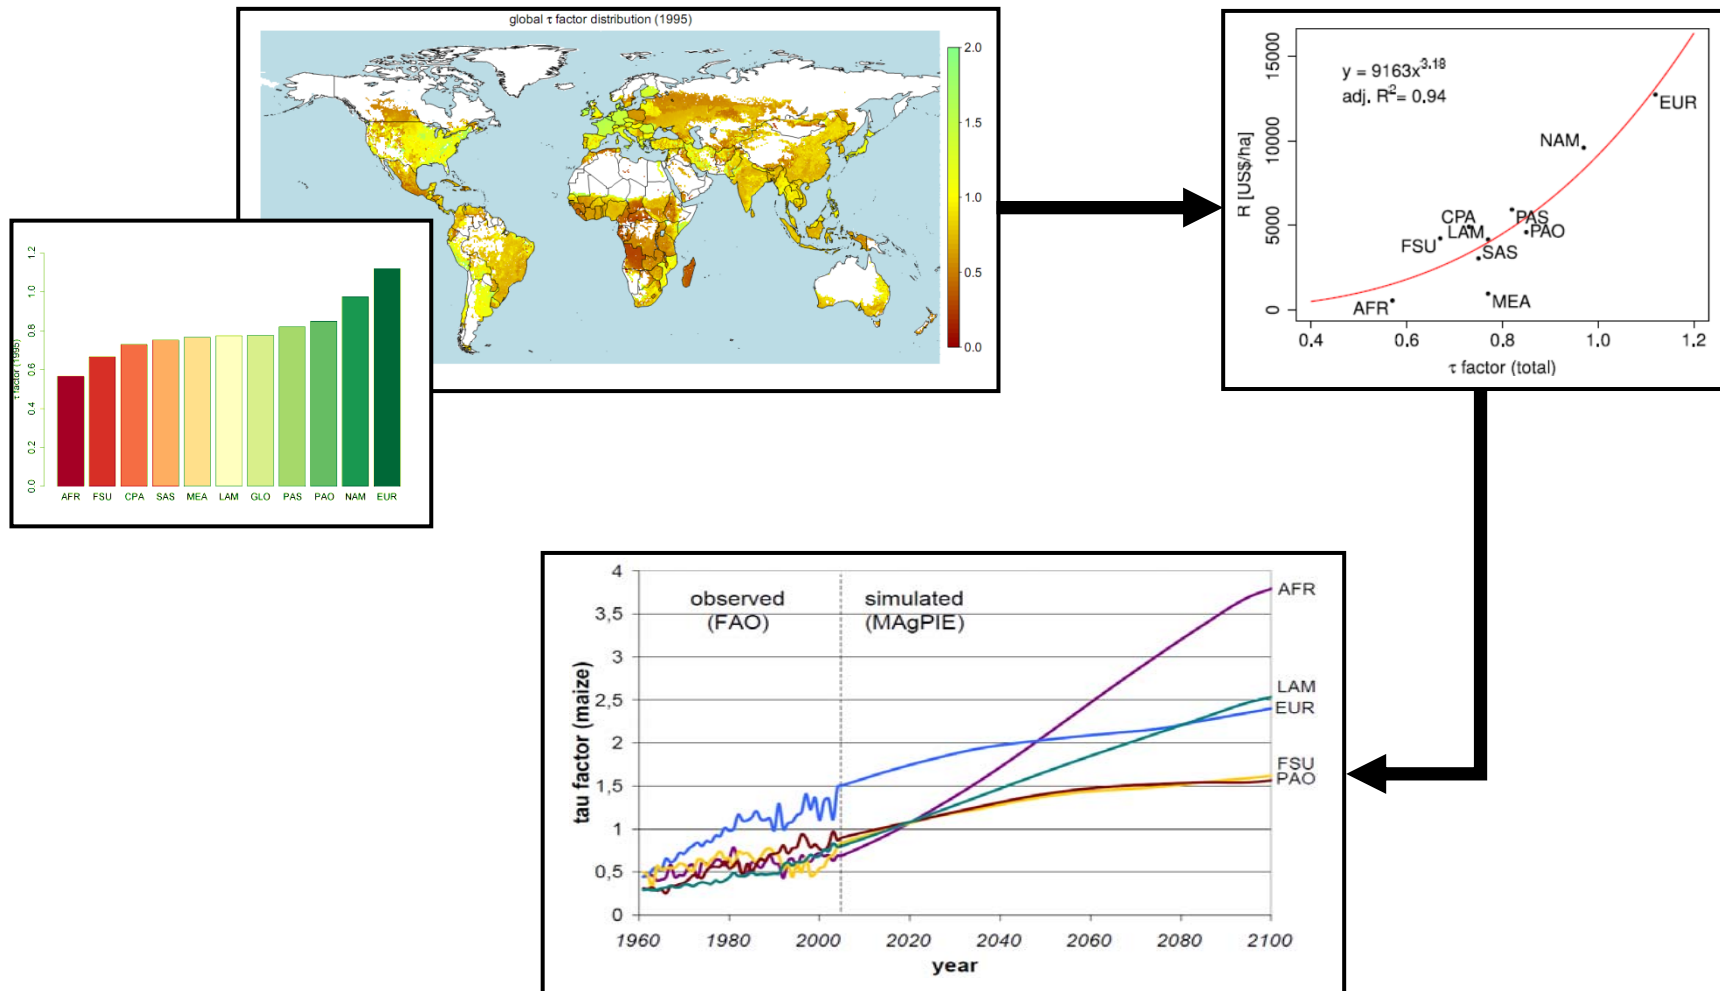 global τ factor distribution (1995)
2.0
1.5
1.0
0.5
0.0
τ factor (1995)
1.2
1.0
0.8
0.6
0.4
0.2
0.0
AFR FSU CPA SAS MEA LAM GLO PAS PAO NAM EUR
R [US$/ha]
15000
10000
5000
0
y = 9163x^3.18
adj. R²= 0.94
EUR
NAM
CPA PAS
LAM PAO
FSU SAS
MEA
AFR
0.4 0.6 0.8 1.0 1.2
τ factor (total)
tau factor (maize)
4
3,5
3
2,5
2
1,5
1
0,5
0
observed
(FAO)
simulated
(MAgPIE)
AFR
LAM
EUR
FSU
PAO
1960 1980 2000 2020 2040 2060 2080 2100
year